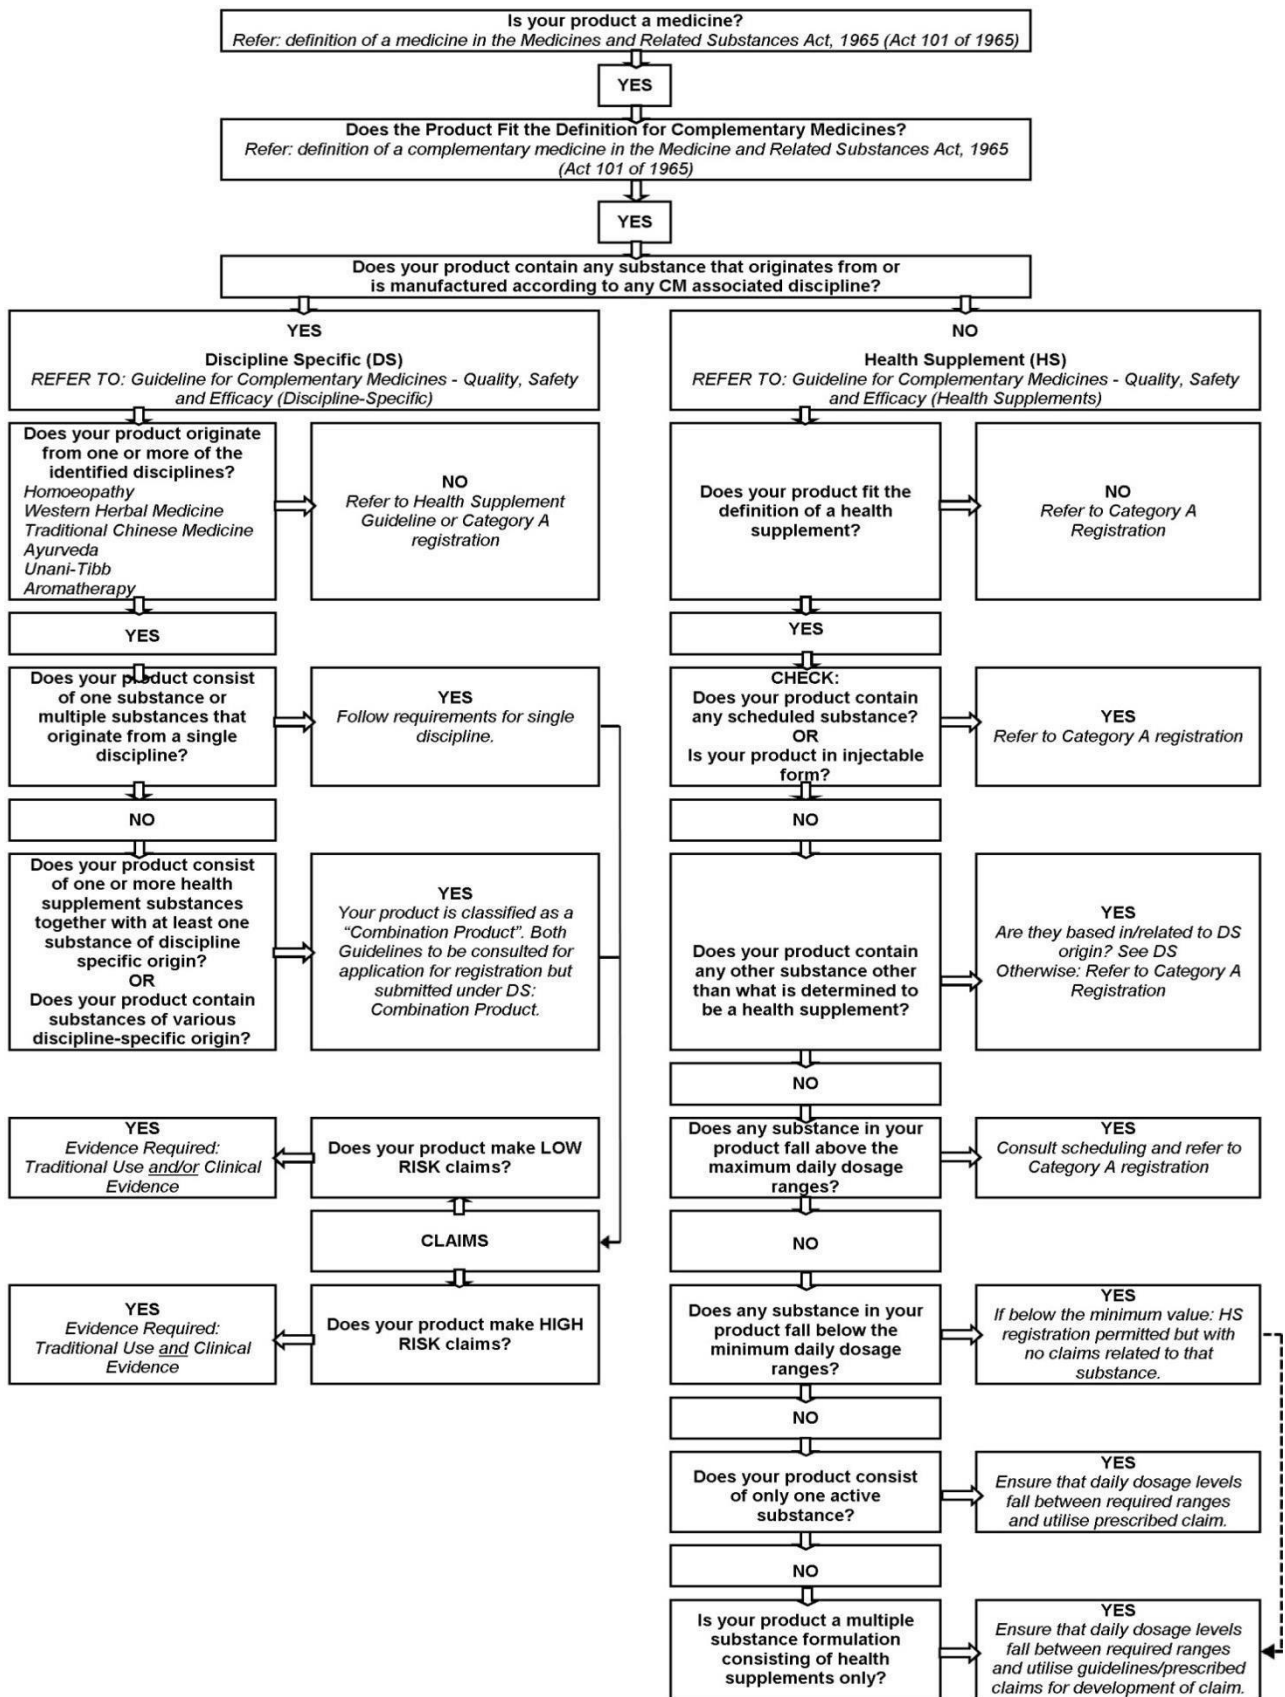 Is your product a medicine?
Refer: definition of a medicine in the Medicines and Related Substances Act, 1965 (Act 101 of 1965)
YES
Does the Product Fit the Definition for Complementary Medicines?
Refer: definition of a complementary medicine in the Medicine and Related Substances Act, 1965
(Act 101 of 1965)
YES
Does your product contain any substance that originates from or
is manufactured according to any CM associated discipline?
YES
Discipline Specific (DS)
REFER TO: Guideline for Complementary Medicines - Quality, Safety
and Efficacy (Discipline-Specific)
NO
Health Supplement (HS)
REFER TO: Guideline for Complementary Medicines - Quality, Safety
and Efficacy (Health Supplements)
Does your product originate
from one or more of the
identified disciplines?
Homoeopathy
Western Herbal Medicine
Traditional Chinese Medicine
Ayurveda
Unani-Tibb
Aromatherapy
NO
Refer to Health Supplement
Guideline or Category A
registration
YES
Does your product consist
of one substance or
multiple substances that
originate from a single
discipline?
YES
Follow requirements for single
discipline.
NO
Does your product consist
of one or more health
supplement substances
together with at least one
substance of discipline
specific origin?
OR
Does your product contain
substances of various
discipline-specific origin?
YES
Your product is classified as a
“Combination Product”. Both
Guidelines to be consulted for
application for registration but
submitted under DS:
Combination Product.
YES
Evidence Required:
Traditional Use and/or Clinical
Evidence
Does your product make LOW
RISK claims?
CLAIMS
YES
Evidence Required:
Traditional Use and Clinical
Evidence
Does your product make HIGH
RISK claims?
Does your product fit the
definition of a health
supplement?
NO
Refer to Category A
Registration
YES
CHECK:
Does your product contain
any scheduled substance?
OR
Is your product in injectable
form?
YES
Refer to Category A registration
NO
Does your product contain
any other substance other
than what is determined to
be a health supplement?
YES
Are they based in/related to DS
origin? See DS
Otherwise: Refer to Category A
Registration
NO
Does any substance in your
product fall above the
maximum daily dosage
ranges?
YES
Consult scheduling and refer to
Category A registration
NO
Does any substance in your
product fall below the
minimum daily dosage
ranges?
YES
If below the minimum value: HS
registration permitted but with
no claims related to that
substance.
NO
Does your product consist
of only one active
substance?
YES
Ensure that daily dosage levels
fall between required ranges
and utilise prescribed claim.
NO
Is your product a multiple
substance formulation
consisting of health
supplements only?
YES
Ensure that daily dosage levels
fall between required ranges
and utilise guidelines/prescribed
claims for development of claim.